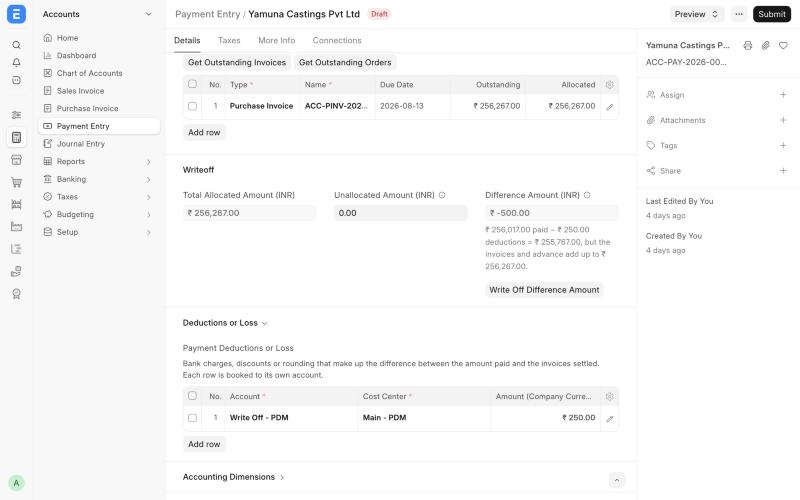 Accounts
Home
Dashboard
Chart of Accounts
Sales Invoice
Purchase Invoice
Payment Entry
Journal Entry
Reports
Banking
Taxes
Budgeting
Setup
A
Payment Entry / Yamuna Castings Pvt Ltd Draft
Preview ··· Submit
Details Taxes More Info Connections
Get Outstanding Invoices Get Outstanding Orders
No. Type * Name * Due Date Outstanding Allocated
1 Purchase Invoice ACC-PINV-202... 2026-08-13 ₹ 256,267.00 ₹ 256,267.00
Add row
Writeoff
Total Allocated Amount (INR) Unallocated Amount (INR) Difference Amount (INR)
₹ 256,267.00 0.00 ₹ -500.00
₹ 256,017.00 paid − ₹ 250.00
deductions = ₹ 255,767.00, but the
invoices and advance add up to ₹
256,267.00.
Write Off Difference Amount
Deductions or Loss
Payment Deductions or Loss
Bank charges, discounts or rounding that make up the difference between the amount paid and the invoices settled.
Each row is booked to its own account.
No. Account * Cost Center * Amount (Company Curre...
1 Write Off - PDM Main - PDM ₹ 250.00
Add row
Accounting Dimensions
Yamuna Castings P...
ACC-PAY-2026-00...
Assign
Attachments
Tags
Share
Last Edited By You
4 days ago
Created By You
4 days ago